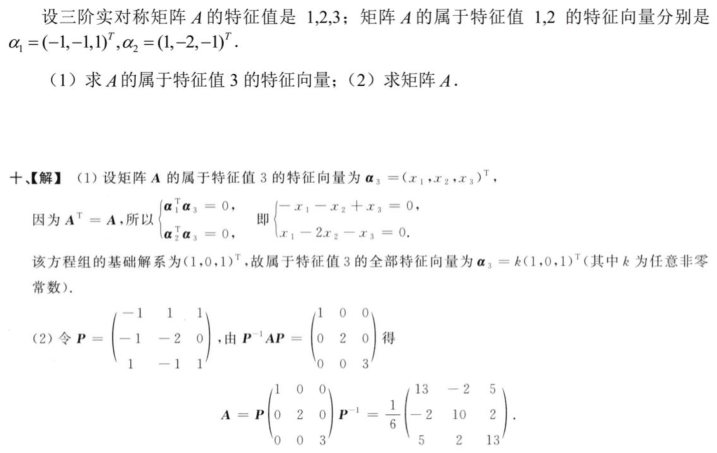 设三阶实对称矩阵 A 的特征值是 1,2,3；矩阵 A 的属于特征值 1,2 的特征向量分别是
α₁=(−1,−1,1)ᵀ,α₂=(1,−2,−1)ᵀ.
（1）求 A 的属于特征值 3 的特征向量；（2）求矩阵 A.
十、【解】（1）设矩阵 A 的属于特征值 3 的特征向量为 α₃=(x₁,x₂,x₃)ᵀ,
因为 Aᵀ=A,所以 { α₁ᵀα₃=0, α₂ᵀα₃=0, 即 { −x₁−x₂+x₃=0, x₁−2x₂−x₃=0.
该方程组的基础解系为(1,0,1)ᵀ,故属于特征值 3 的全部特征向量为 α₃=k(1,0,1)ᵀ(其中 k 为任意非零
常数).
（2）令 P = ( −1 1 1 ; −1 −2 0 ; 1 −1 1 ),由 P⁻¹AP = ( 1 0 0 ; 0 2 0 ; 0 0 3 ) 得
A = P ( 1 0 0 ; 0 2 0 ; 0 0 3 ) P⁻¹ = 1/6 ( 13 −2 5 ; −2 10 2 ; 5 2 13 ).